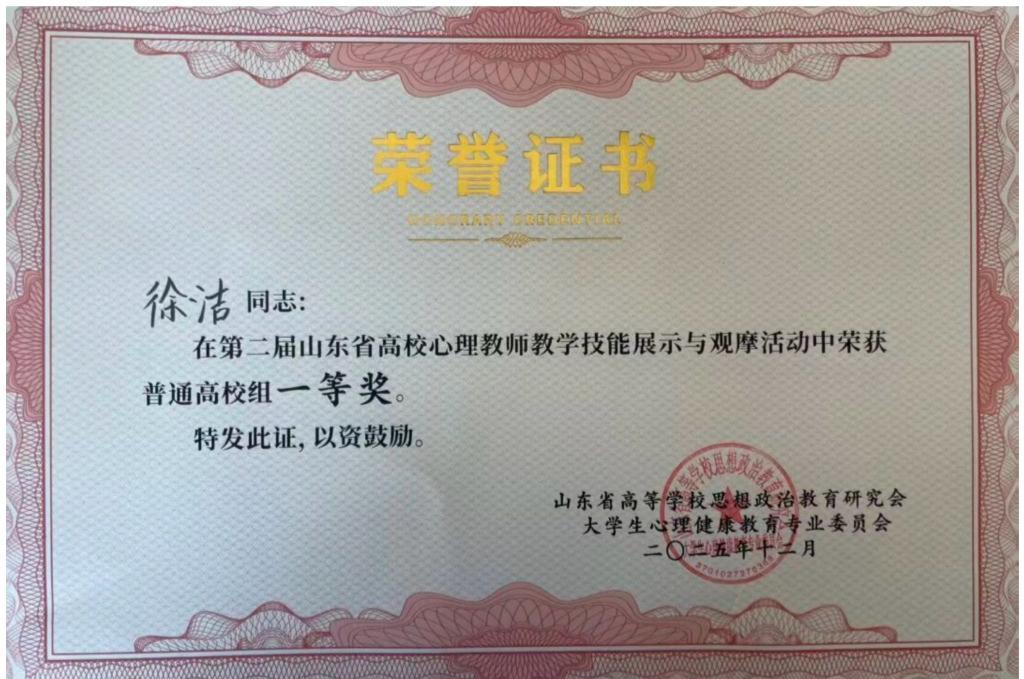 荣誉证书
HONORARY CREDENTIAL
徐洁 同志:
在第二届山东省高校心理教师教学技能展示与观摩活动中荣获
普通高校组一等奖。
特发此证, 以资鼓励。
山东省高等学校思想政治教育研究会
大学生心理健康教育专业委员会
二〇二五年十二月